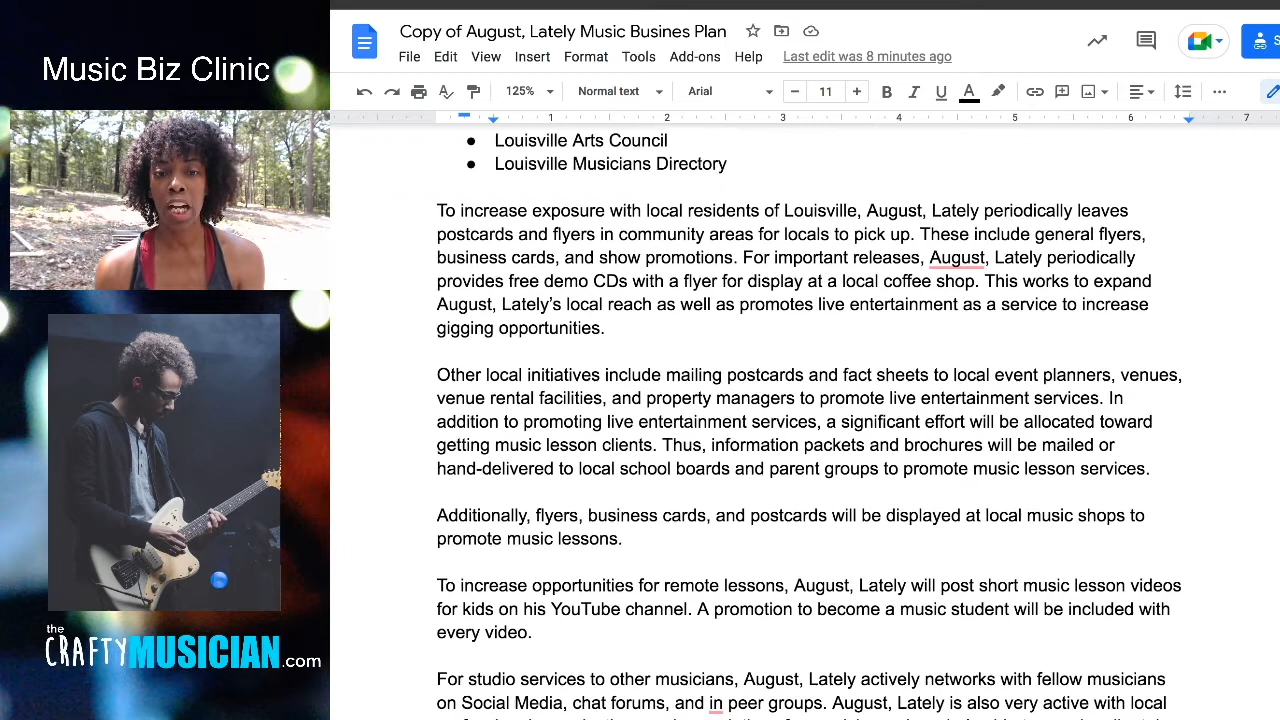 Music Biz Clinic
the
CRAFTYMUSICIAN.com
Copy of August, Lately Music Busines Plan
File Edit View Insert Format Tools Add-ons Help Last edit was 8 minutes ago
S
125% Normal text Arial − 11 + B I U A
1 2 3 4 5 6 7
● Louisville Arts Council
● Louisville Musicians Directory
To increase exposure with local residents of Louisville, August, Lately periodically leaves
postcards and flyers in community areas for locals to pick up. These include general flyers,
business cards, and show promotions. For important releases, August, Lately periodically
provides free demo CDs with a flyer for display at a local coffee shop. This works to expand
August, Lately’s local reach as well as promotes live entertainment as a service to increase
gigging opportunities.
Other local initiatives include mailing postcards and fact sheets to local event planners, venues,
venue rental facilities, and property managers to promote live entertainment services. In
addition to promoting live entertainment services, a significant effort will be allocated toward
getting music lesson clients. Thus, information packets and brochures will be mailed or
hand-delivered to local school boards and parent groups to promote music lesson services.
Additionally, flyers, business cards, and postcards will be displayed at local music shops to
promote music lessons.
To increase opportunities for remote lessons, August, Lately will post short music lesson videos
for kids on his YouTube channel. A promotion to become a music student will be included with
every video.
For studio services to other musicians, August, Lately actively networks with fellow musicians
on Social Media, chat forums, and in peer groups. August, Lately is also very active with local